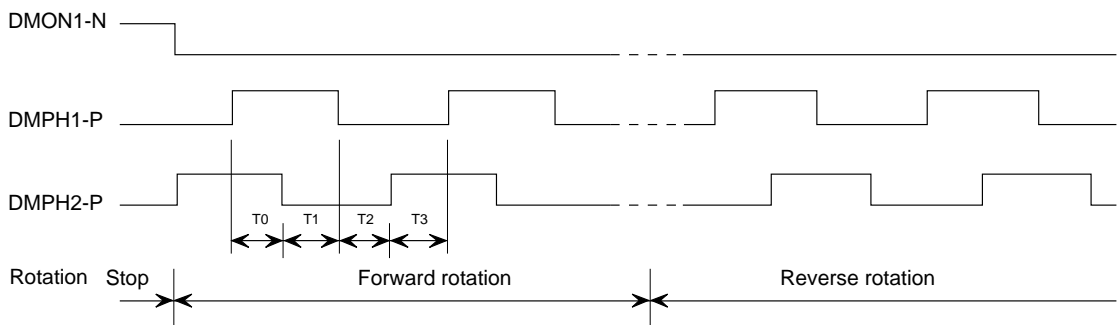 DMON1-N
DMPH1-P
DMPH2-P
T0 T1 T2 T3
Rotation Stop Forward rotation Reverse rotation